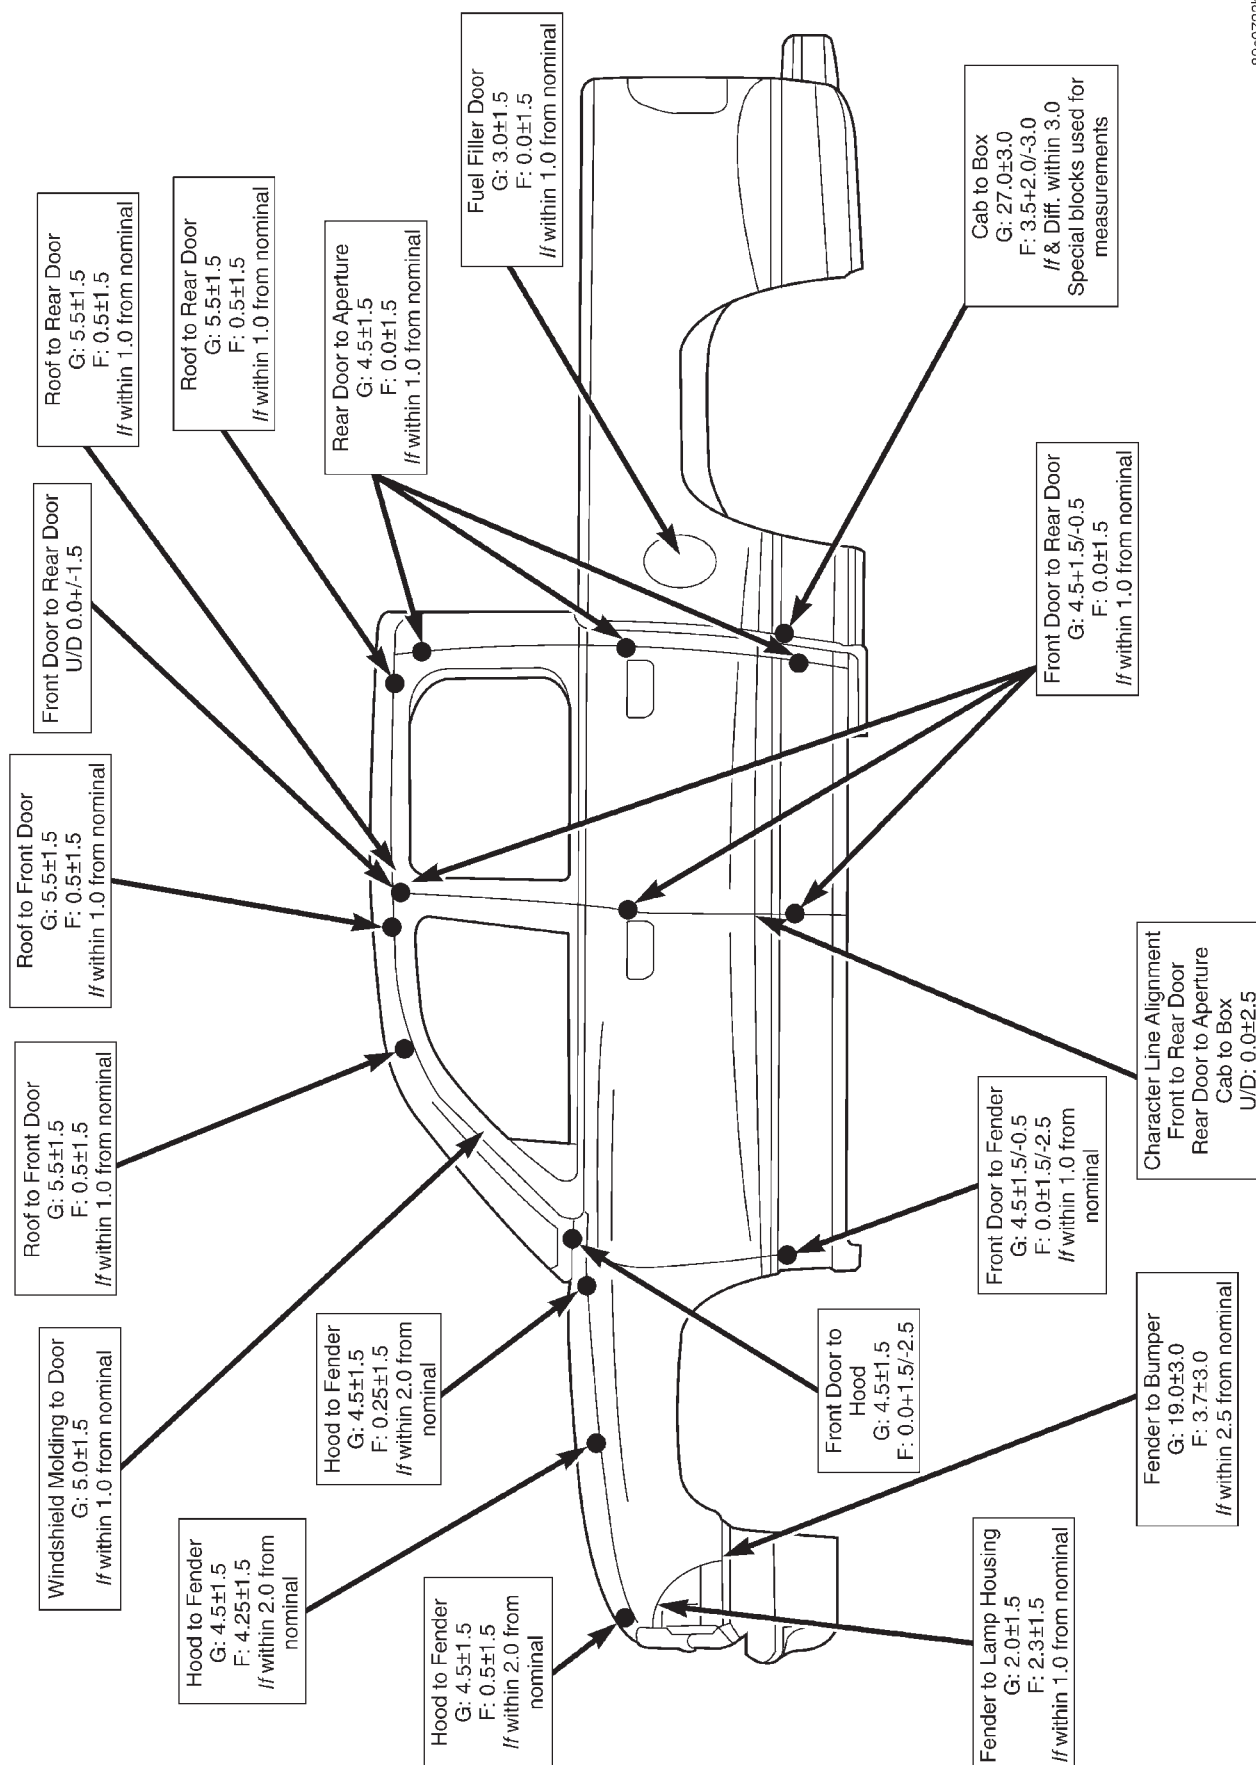 Windshield Molding to Door
G: 5.0±1.5
//f within 1.0 from nominal
Roof to Front Door
G: 5.5±1.5
F: 0.5±1.5
//f within 1.0 from nominal
Roof to Front Door
G: 5.5±1.5
F: 0.5±1.5
//f within 1.0 from nominal
Front Door to Rear Door
U/D 0.0+/-1.5
Roof to Rear Door
G: 5.5±1.5
F: 0.5±1.5
//f within 1.0 from nominal
Roof to Rear Door
G: 5.5±1.5
F: 0.5±1.5
//f within 1.0 from nominal
Hood to Fender
G: 4.5±1.5
F: 4.25±1.5
//f within 2.0 from
nominal
Hood to Fender
G: 4.5±1.5
F: 0.25±1.5
//f within 2.0 from
nominal
Rear Door to Aperture
G: 4.5±1.5
F: 0.0±1.5
//f within 1.0 from nominal
Fuel Filler Door
G: 3.0±1.5
F: 0.0±1.5
//f within 1.0 from nominal
Hood to Fender
G: 4.5±1.5
F: 0.5±1.5
//f within 2.0 from
nominal
Front Door to
Hood
G: 4.5±1.5
F: 0.0+1.5/-2.5
Fender to Lamp Housing
G: 2.0±1.5
F: 2.3±1.5
//f within 1.0 from nominal
Fender to Bumper
G: 19.0±3.0
F: 3.7±3.0
//f within 2.5 from nominal
Front Door to Fender
G: 4.5±1.5/-0.5
F: 0.0±1.5/-2.5
//f within 1.0 from
nominal
Character Line Alignment
Front to Rear Door
Rear Door to Aperture
Cab to Box
U/D: 0.0±2.5
Front Door to Rear Door
G: 4.5+1.5/-0.5
F: 0.0±1.5
//f within 1.0 from nominal
Cab to Box
G: 27.0±3.0
F: 3.5+2.0/-3.0
//f & Diff. within 3.0
Special blocks used for
measurements